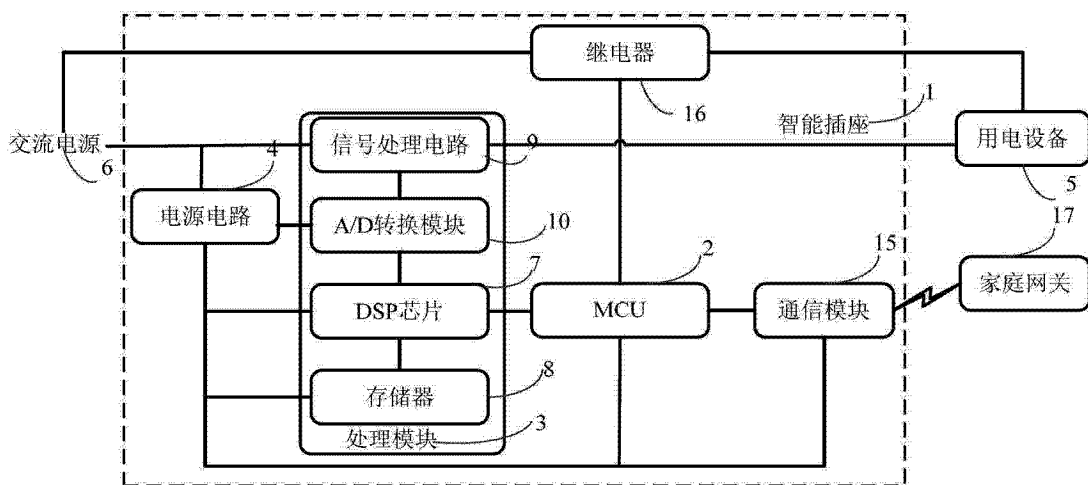 继电器
16
1
智能插座
交流电源
6
信号处理电路
9
用电设备
5
4
电源电路
A/D转换模块
10
17
家庭网关
7
DSP芯片
2
MCU
15
通信模块
存储器
8
处理模块
3